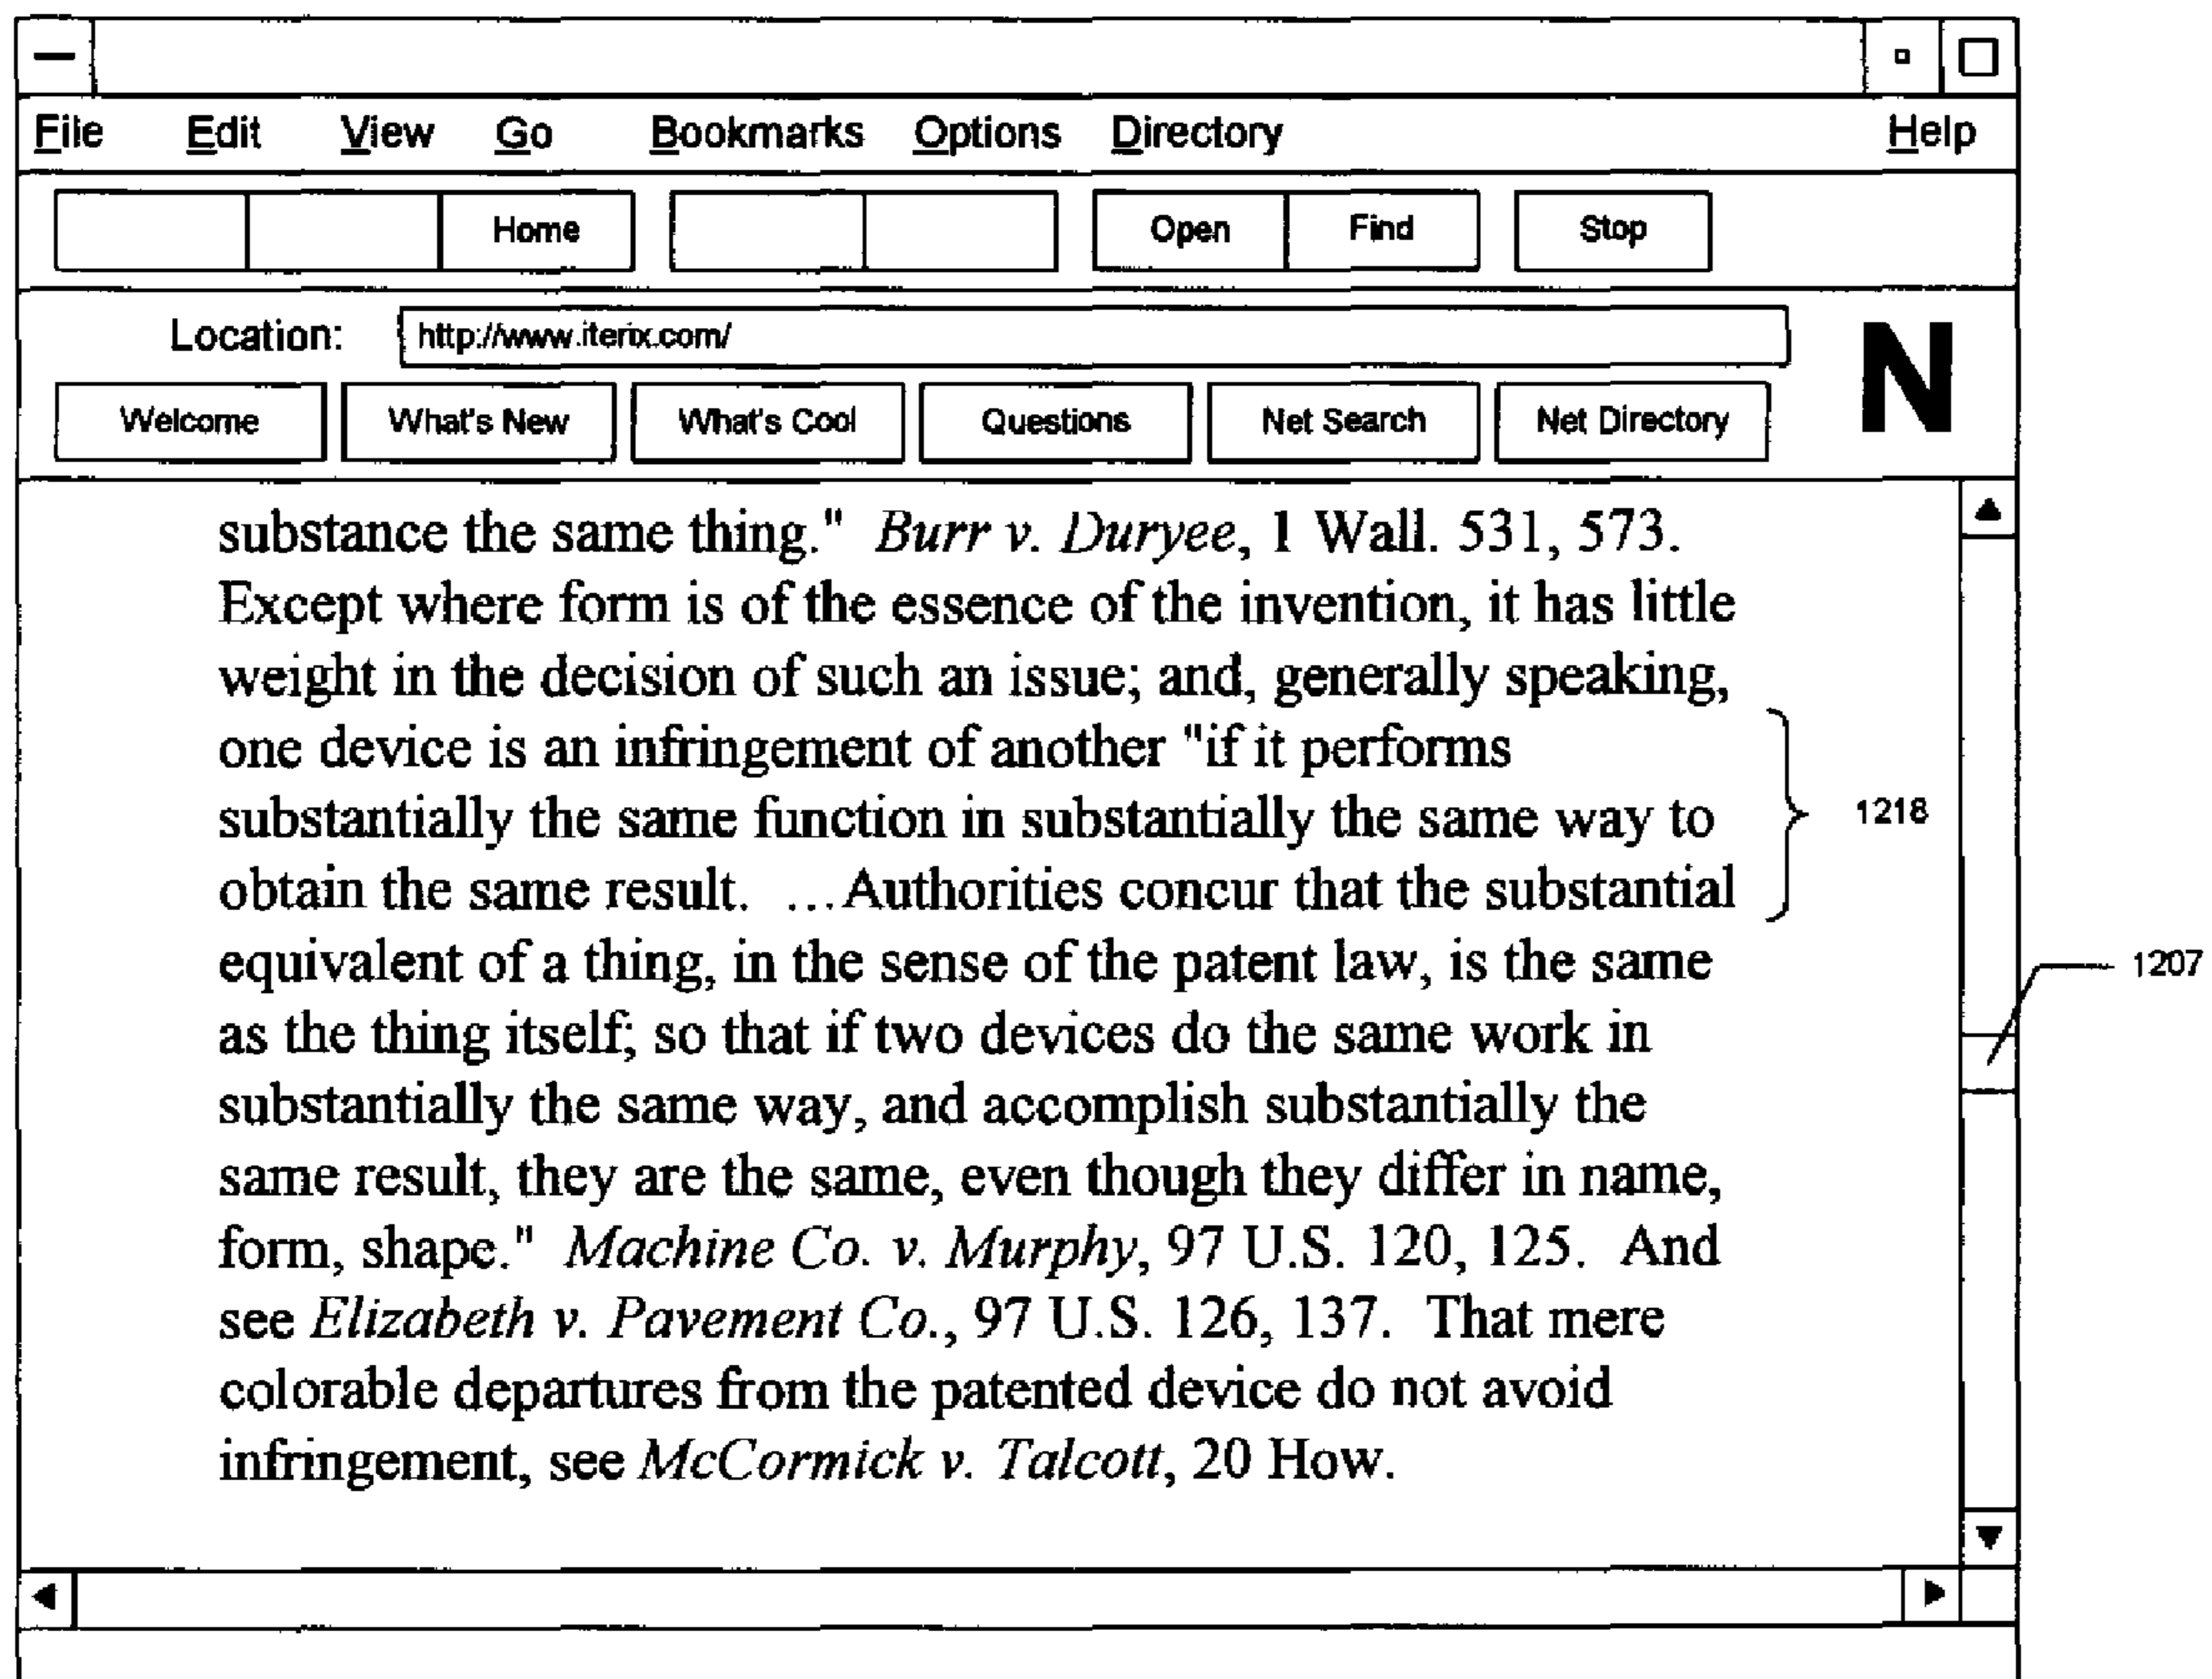 File Edit View Go Bookmarks Options Directory Help
Home Open Find Stop
Location: http://www.iterix.com/
N
Welcome What's New What's Cool Questions Net Search Net Directory
substance the same thing." Burr v. Duryee, 1 Wall. 531, 573.
Except where form is of the essence of the invention, it has little
weight in the decision of such an issue; and, generally speaking,
one device is an infringement of another "if it performs
substantially the same function in substantially the same way to
1218
obtain the same result. ...Authorities concur that the substantial
equivalent of a thing, in the sense of the patent law, is the same
1207
as the thing itself; so that if two devices do the same work in
substantially the same way, and accomplish substantially the
same result, they are the same, even though they differ in name,
form, shape." Machine Co. v. Murphy, 97 U.S. 120, 125. And
see Elizabeth v. Pavement Co., 97 U.S. 126, 137. That mere
colorable departures from the patented device do not avoid
infringement, see McCormick v. Talcott, 20 How.